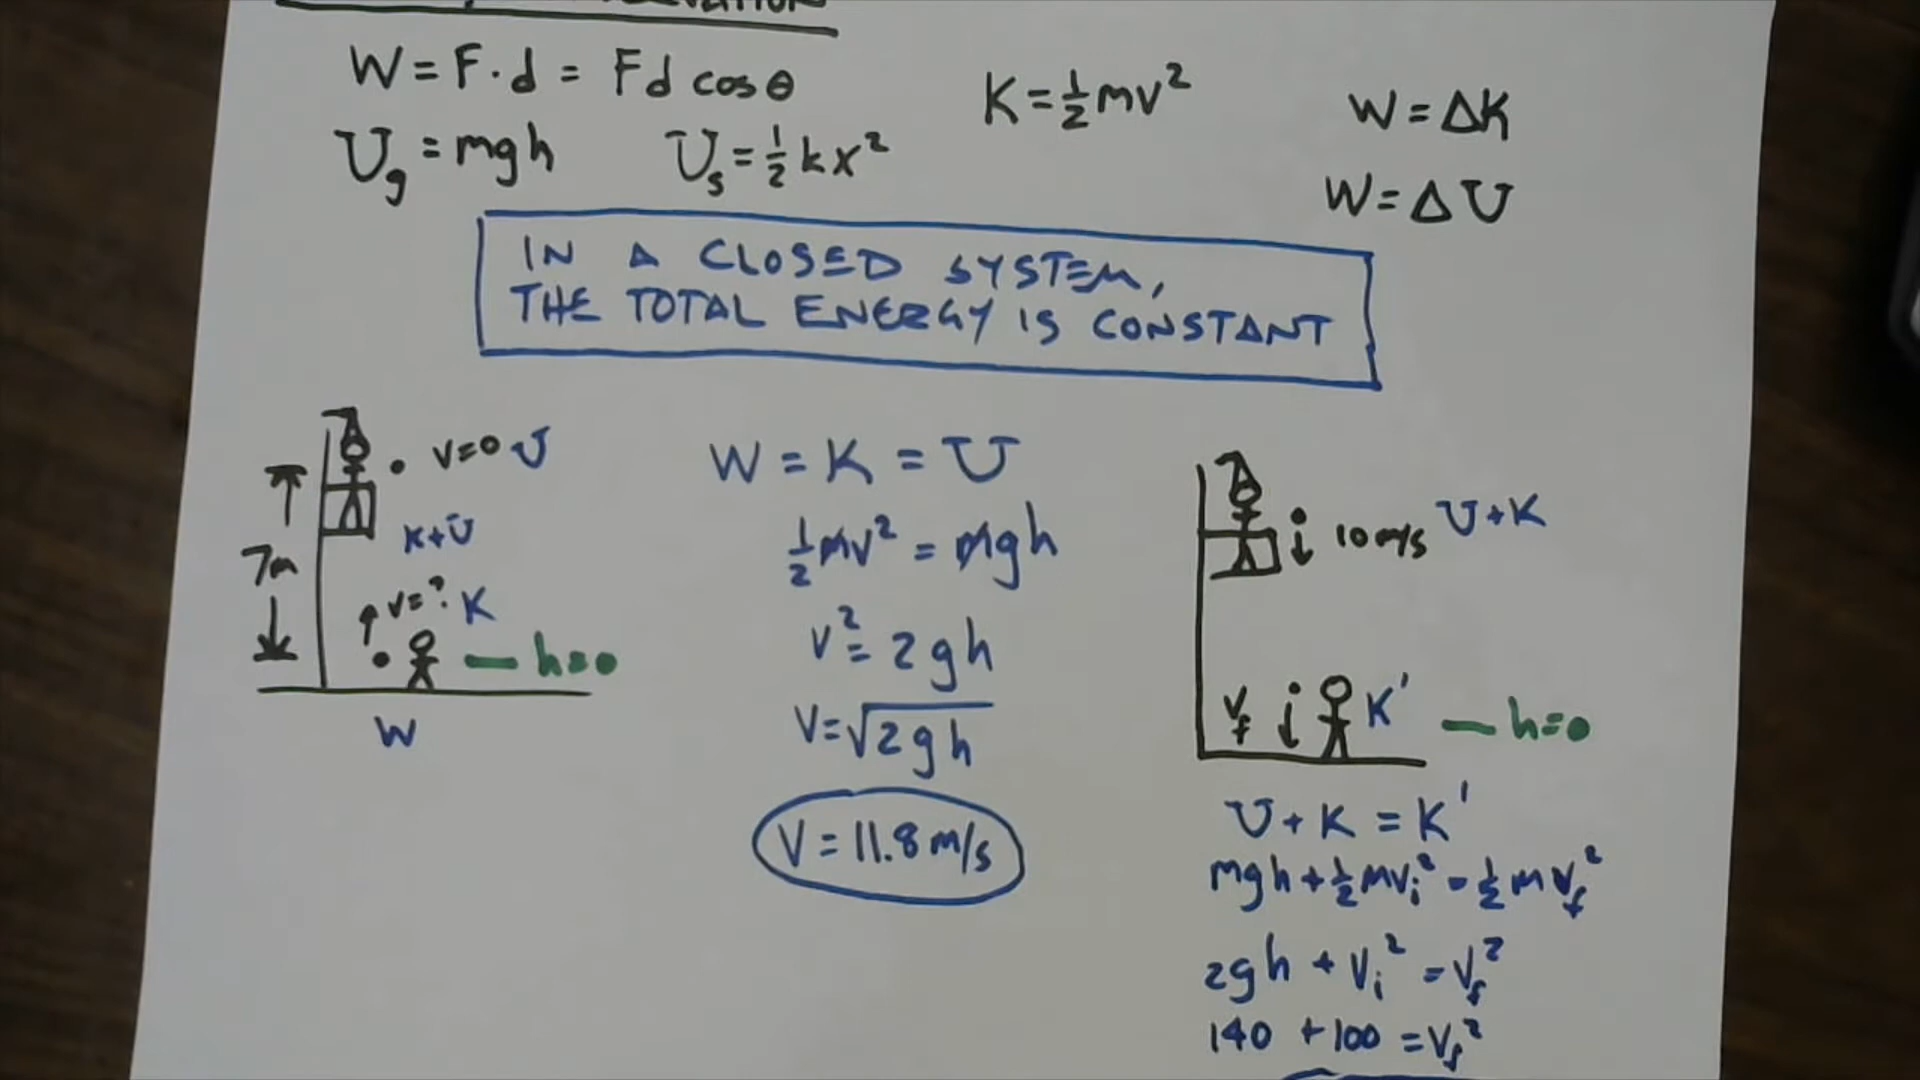 W = F·d = Fd cosθ
K = ½mv²
W = ΔK
U_g = mgh
U_s = ½kx²
W = ΔU
IN A CLOSED SYSTEM,
THE TOTAL ENERGY IS CONSTANT
v=0 U
K+U
7m
v=? K
h=0
W
W = K = U
½mv² = mgh
v² = 2gh
v = √2gh
V = 11.8 m/s
10 m/s U+K
V_f K'
h=0
U + K = K'
mgh + ½mv_i² = ½mv_f²
2gh + v_i² = v_f²
140 + 100 = v_f²